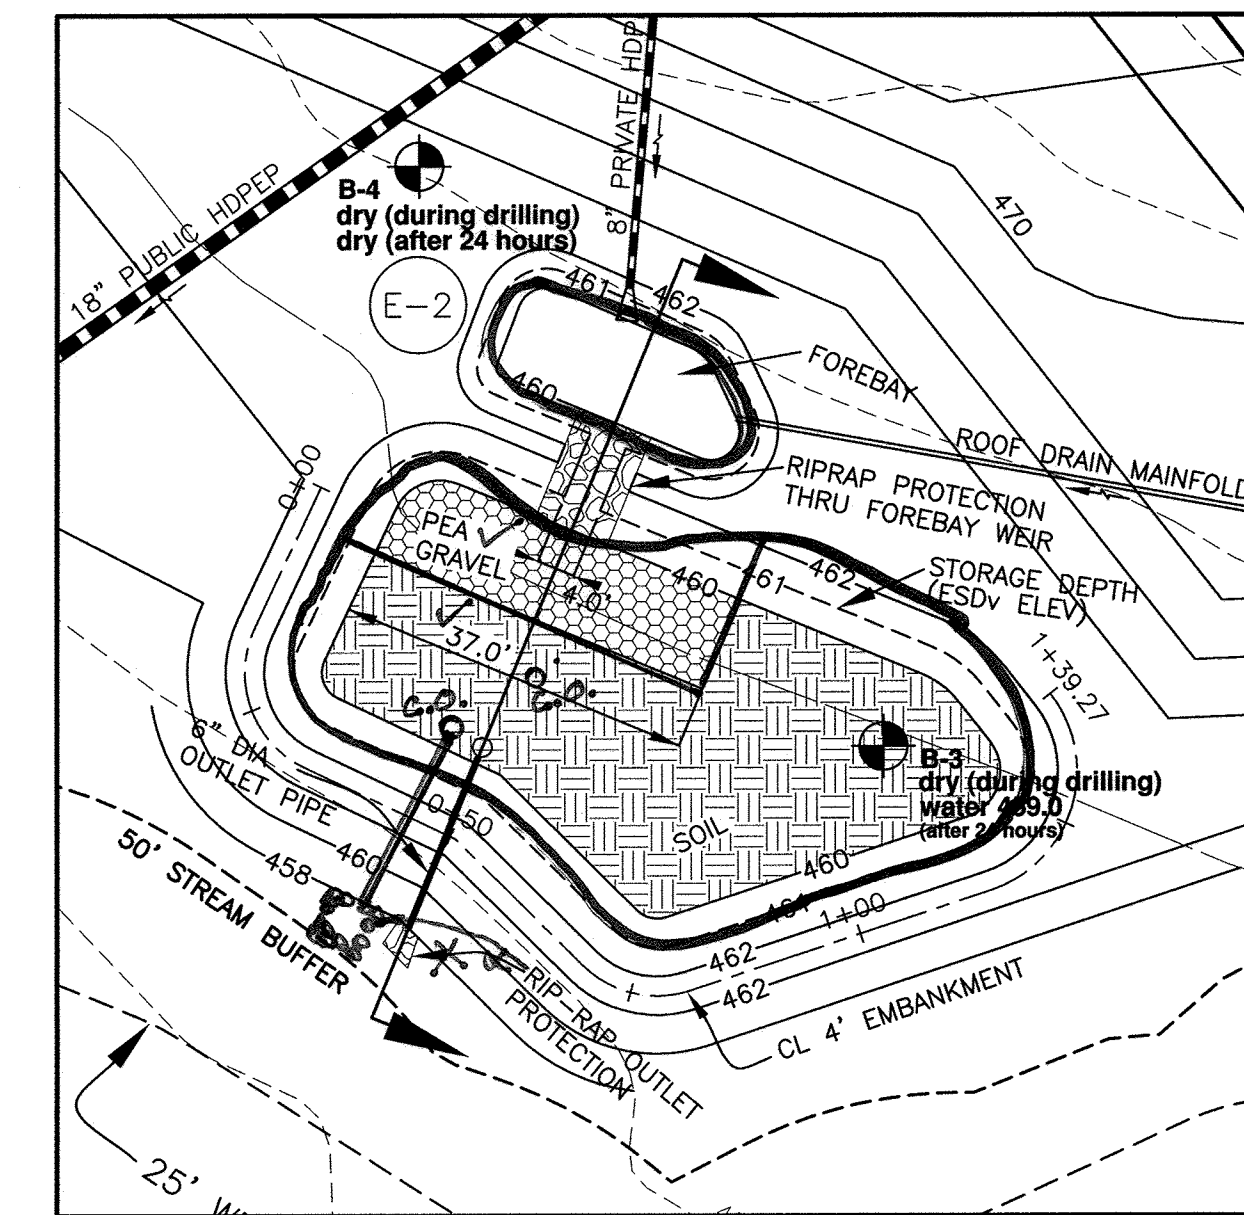 18" PUBLIC HDPEP
8" PRIVATE HDP
B-4
dry (during drilling)
dry (after 24 hours)
E-2
470
461
462
460
FOREBAY
ROOF DRAIN MAINFOLD
RIPRAP PROTECTION
THRU FOREBAY WEIR
0+00
PEA
GRAVEL
4.0'
460
461
462
STORAGE DEPTH
(ESDv ELEV)
1+39.27
37.0'
C.O.
C.O.
6" DIA
OUTLET PIPE
B-3
dry (during drilling)
(after 24 hours)
0+50
SOIL
460
458
460
50' STREAM BUFFER
461
1+00
462
462
RIP-RAP OUTLET
PROTECTION
CL 4' EMBANKMENT
25'